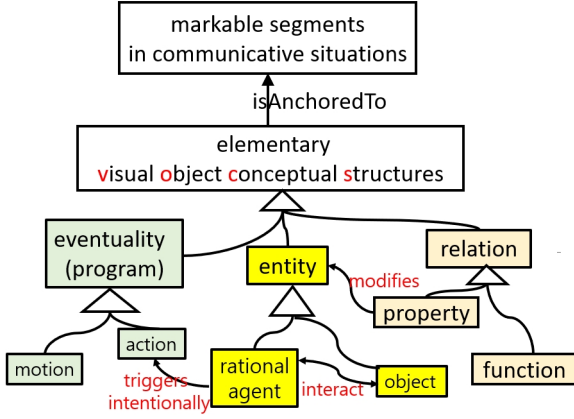 markable segments
in communicative situations
isAnchoredTo
elementary
visual object conceptual structures
eventuality
(program)
entity
relation
modifies
property
motion
action
triggers
intentionally
rational
agent
interact
object
function